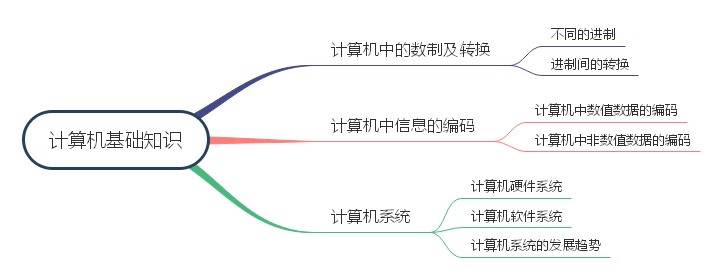 计算机基础知识
计算机中的数制及转换
不同的进制
进制间的转换
计算机中信息的编码
计算机中数值数据的编码
计算机中非数值数据的编码
计算机系统
计算机硬件系统
计算机软件系统
计算机系统的发展趋势